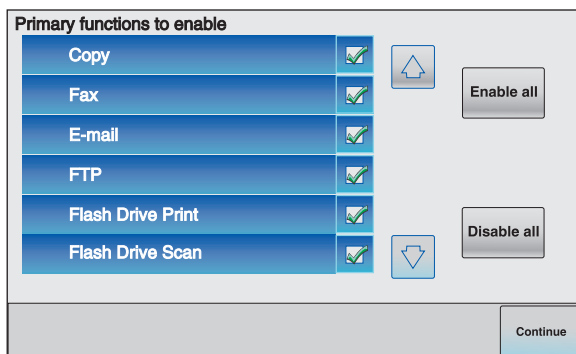 Primary functions to enable
Copy
Fax
Enable all
E-mail
FTP
Flash Drive Print
Disable all
Flash Drive Scan
Continue